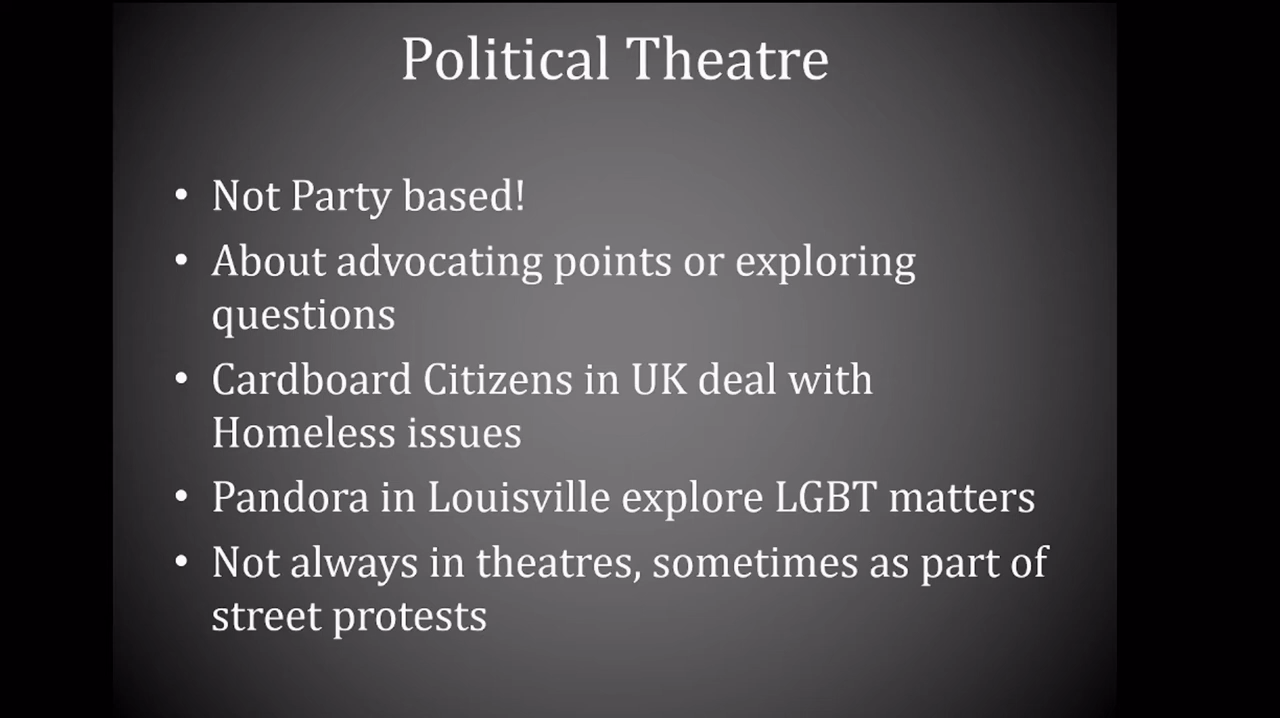 Political Theatre
• Not Party based!
• About advocating points or exploring
questions
• Cardboard Citizens in UK deal with
Homeless issues
• Pandora in Louisville explore LGBT matters
• Not always in theatres, sometimes as part of
street protests